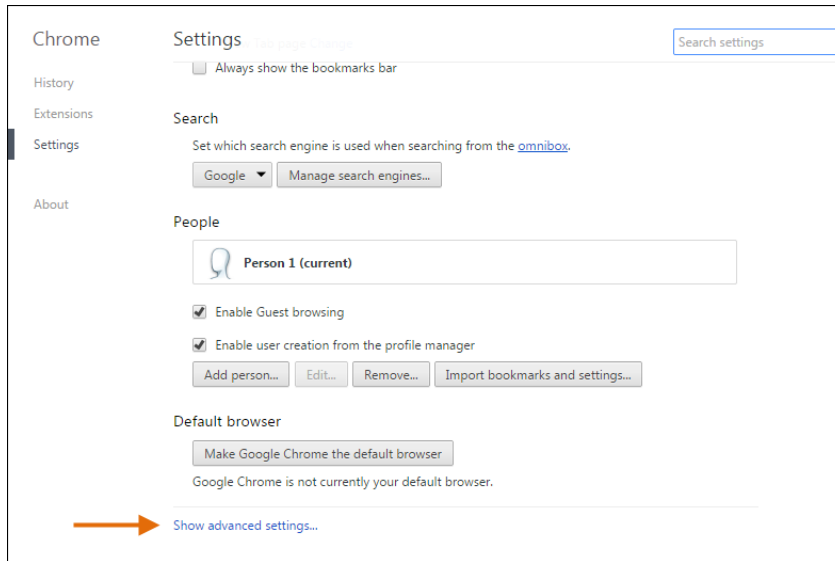 Chrome
Settings
Search settings
History
Extensions
Settings
About
Always show the bookmarks bar
Search
Set which search engine is used when searching from the omnibox.
Google Manage search engines...
People
Person 1 (current)
Enable Guest browsing
Enable user creation from the profile manager
Add person... Edit... Remove... Import bookmarks and settings...
Default browser
Make Google Chrome the default browser
Google Chrome is not currently your default browser.
Show advanced settings...